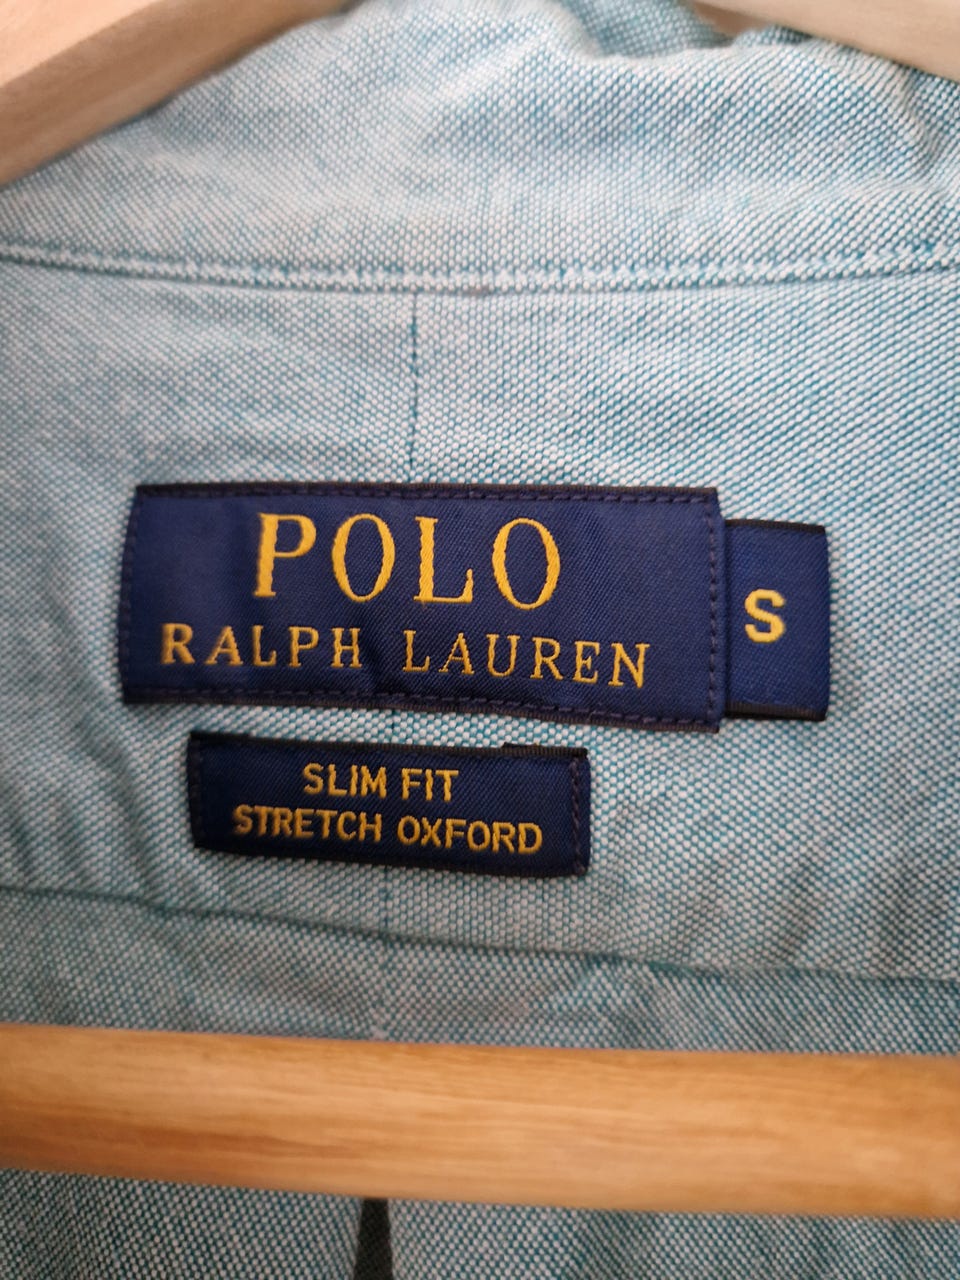 POLO
RALPH LAUREN
S
SLIM FIT
STRETCH OXFORD